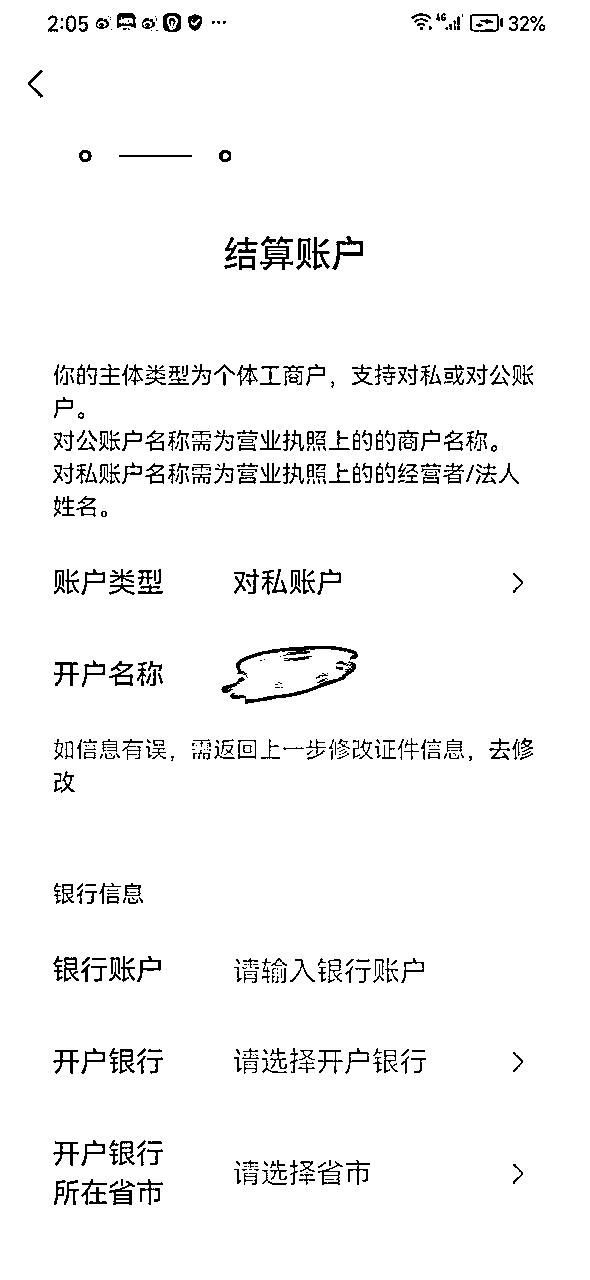 2:05 ... 4G 32%
结算账户
你的主体类型为个体工商户，支持对私或对公账
户。
对公账户名称需为营业执照上的的商户名称。
对私账户名称需为营业执照上的的经营者/法人
姓名。
账户类型 对私账户
开户名称
如信息有误，需返回上一步修改证件信息，去修
改
银行信息
银行账户 请输入银行账户
开户银行 请选择开户银行
开户银行
所在省市 请选择省市